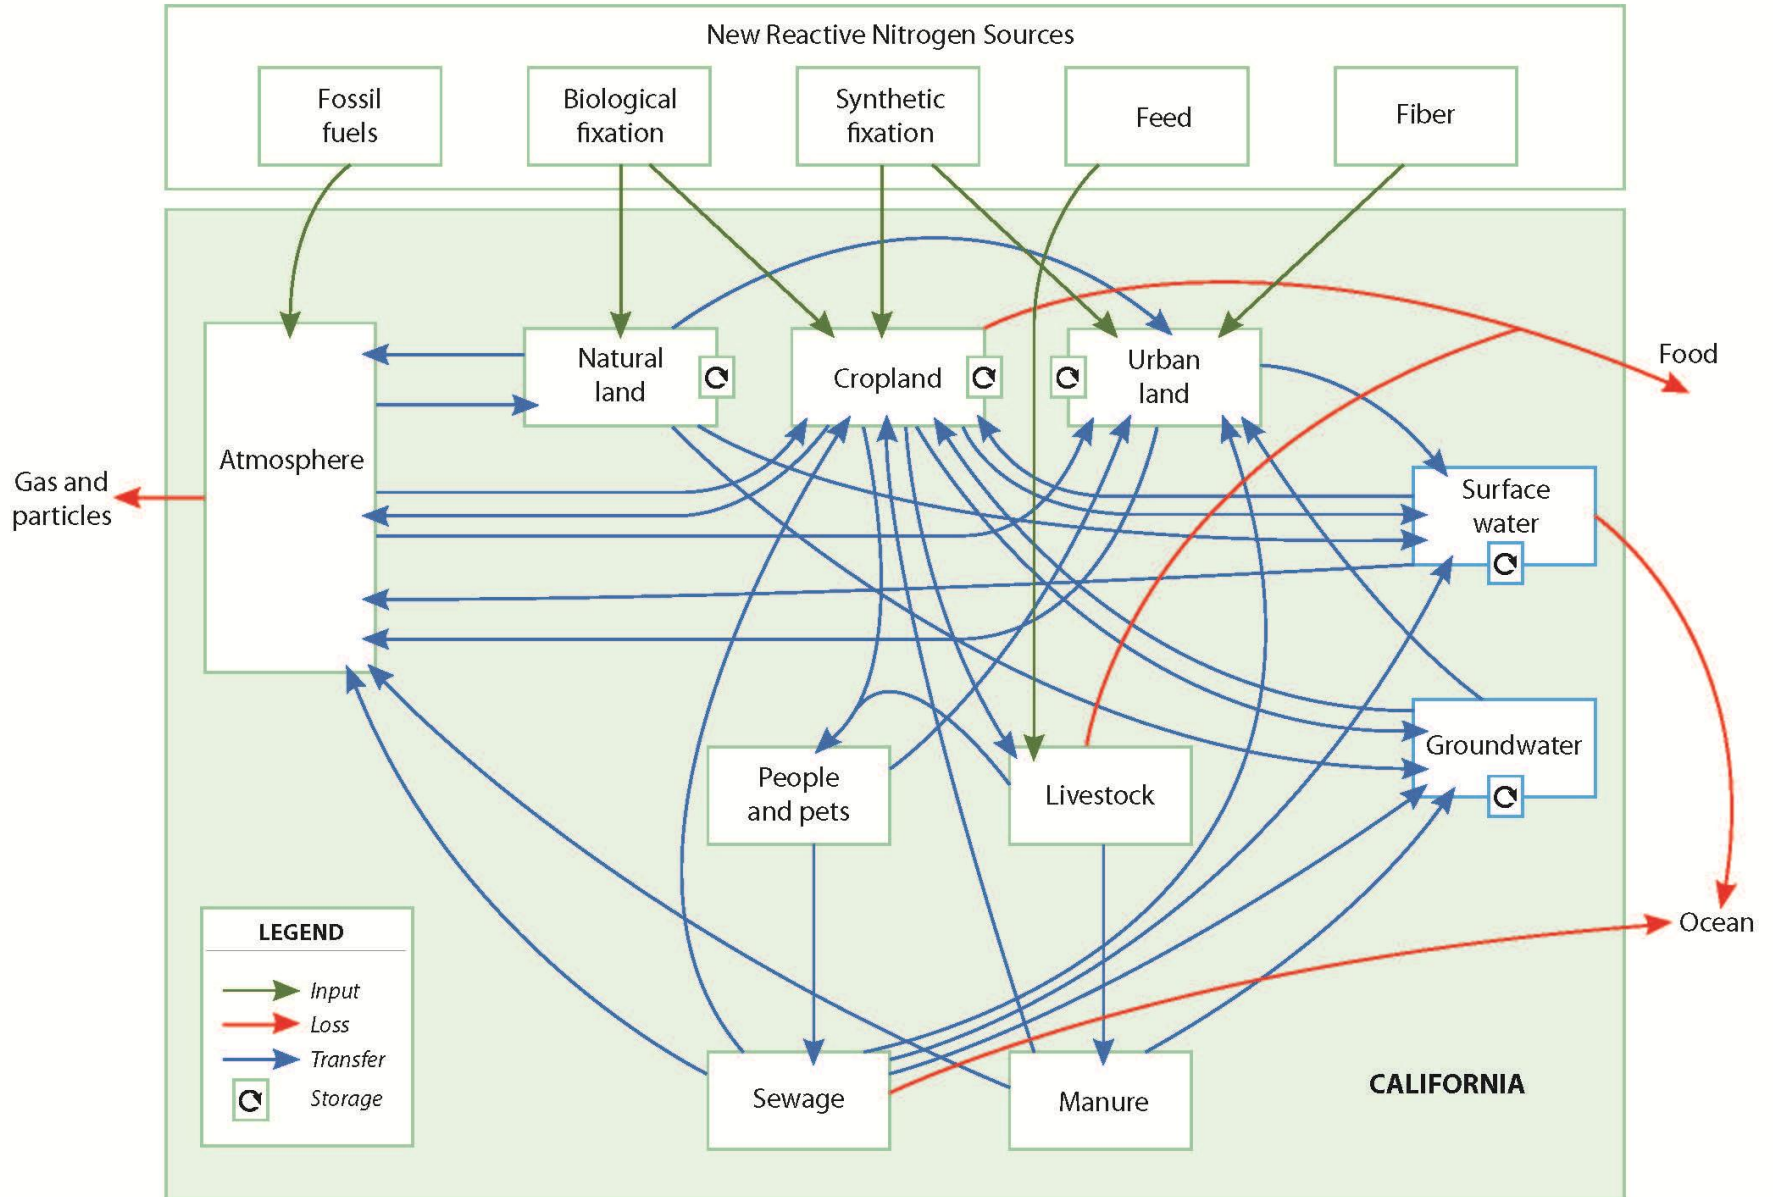 New Reactive Nitrogen Sources
Fossil
fuels
Biological
fixation
Synthetic
fixation
Feed
Fiber
Natural
land
Cropland
Urban
land
Food
Atmosphere
Gas and
particles
Surface
water
Groundwater
People
and pets
Livestock
Ocean
LEGEND
Input
Loss
Transfer
Storage
Sewage
Manure
CALIFORNIA